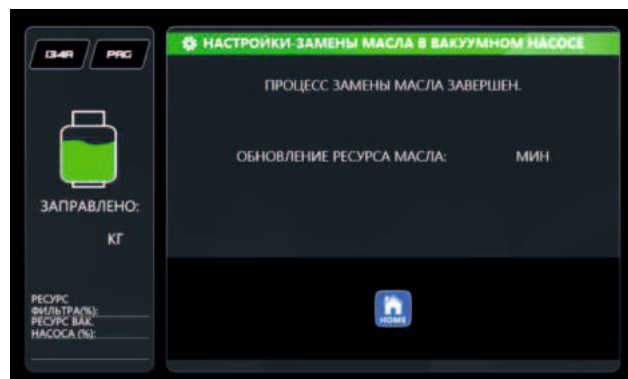 134A PAG
ЗАПРАВЛЕНО:
КГ
РЕСУРС
ФИЛЬТРА(%):
РЕСУРС ВАК.
НАСОСА (%):
НАСТРОЙКИ-ЗАМЕНЫ МАСЛА В ВАКУУМНОМ НАСОСЕ
ПРОЦЕСС ЗАМЕНЫ МАСЛА ЗАВЕРШЕН.
ОБНОВЛЕНИЕ РЕСУРСА МАСЛА: МИН
HOME